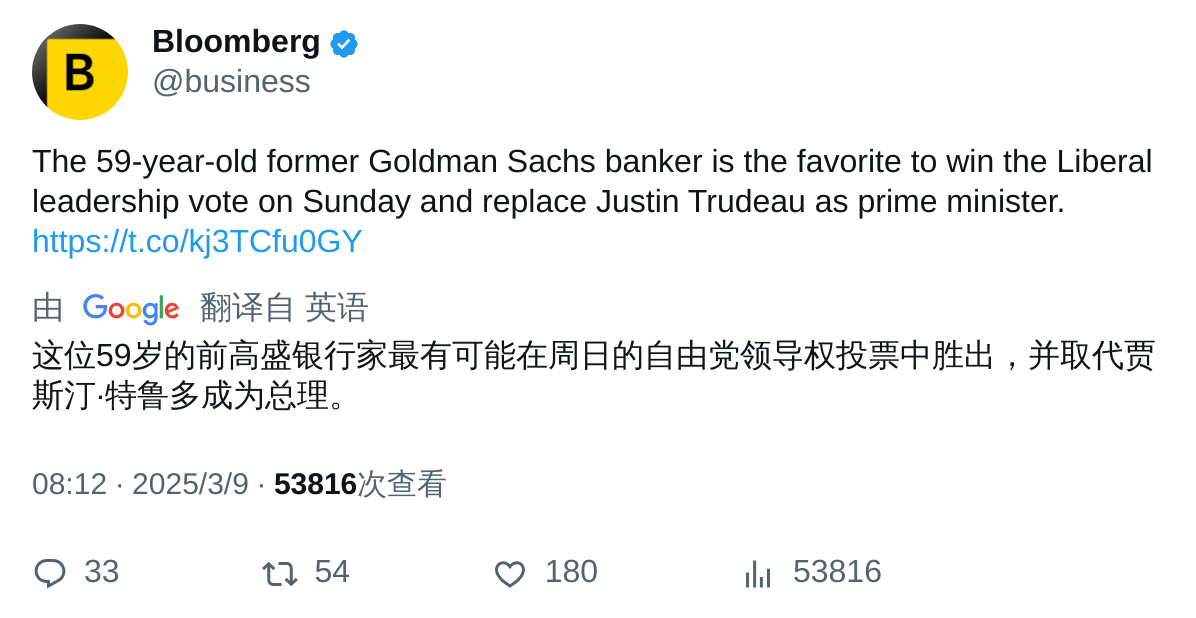 B
Bloomberg
@business
The 59-year-old former Goldman Sachs banker is the favorite to win the Liberal
leadership vote on Sunday and replace Justin Trudeau as prime minister.
https://t.co/kj3TCfu0GY
由 Google 翻译自 英语
这位59岁的前高盛银行家最有可能在周日的自由党领导权投票中胜出，并取代贾
斯汀·特鲁多成为总理。
08:12 · 2025/3/9 · 53816次查看
33 54 180 53816